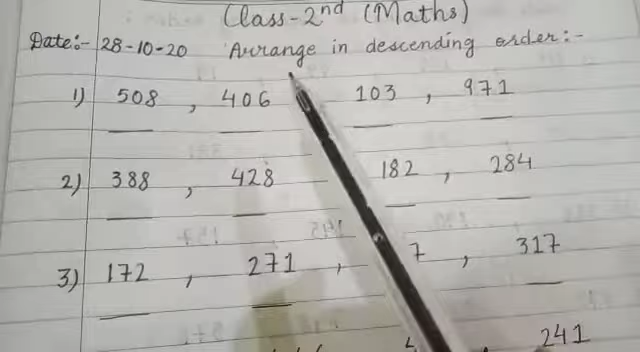 Class-2nd (Maths)
Date:- 28-10-20 Arrange in descending order:-
1) 508 , 406 103 , 971
2) 388 , 428 182 , 284
3) 172 , 271 , 7 , 317
241